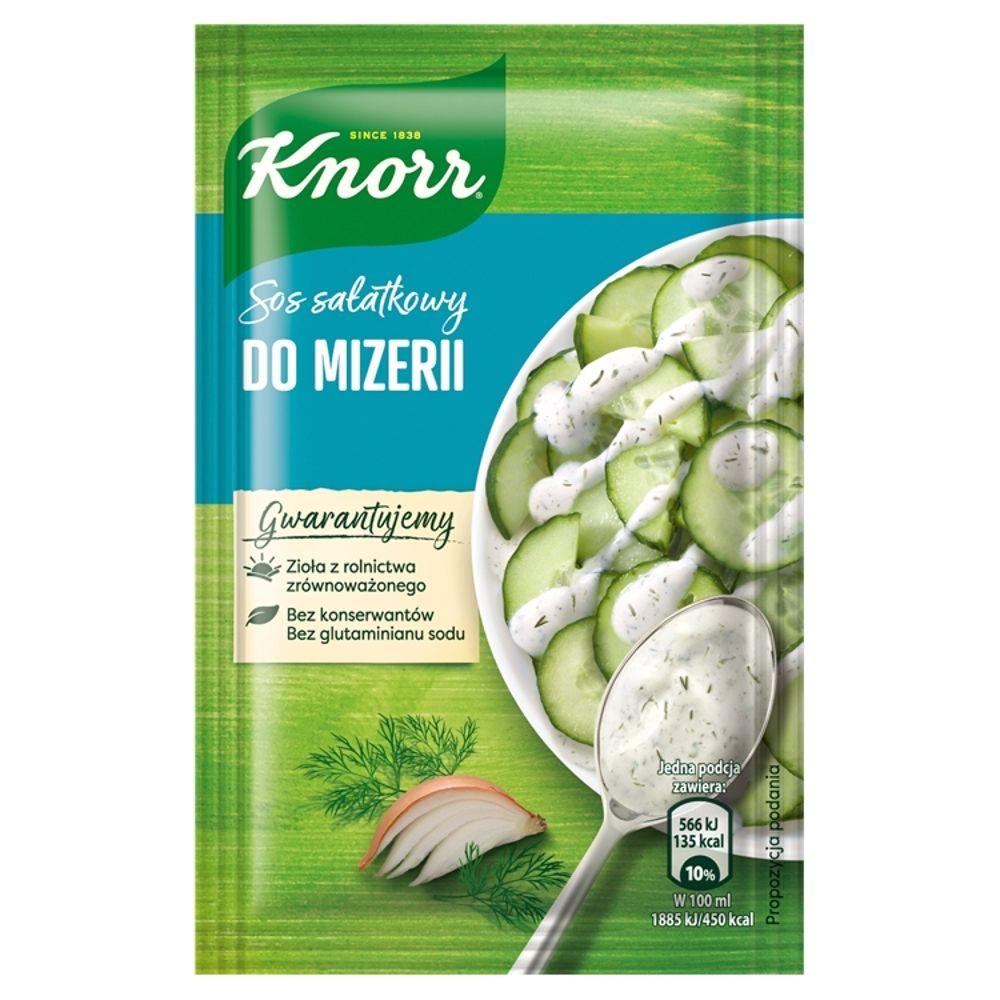 SINCE 1838
Knorr®
Sos sałatkowy
DO MIZERII
Gwarantujemy
Zioła z rolnictwa
zrównoważonego
Bez konserwantów
Bez glutaminianu sodu
Jedna podcja
zawiera:
566 kJ
135 kcal
10%
W 100 ml
1885 kJ/450 kcal
Propozycja podania